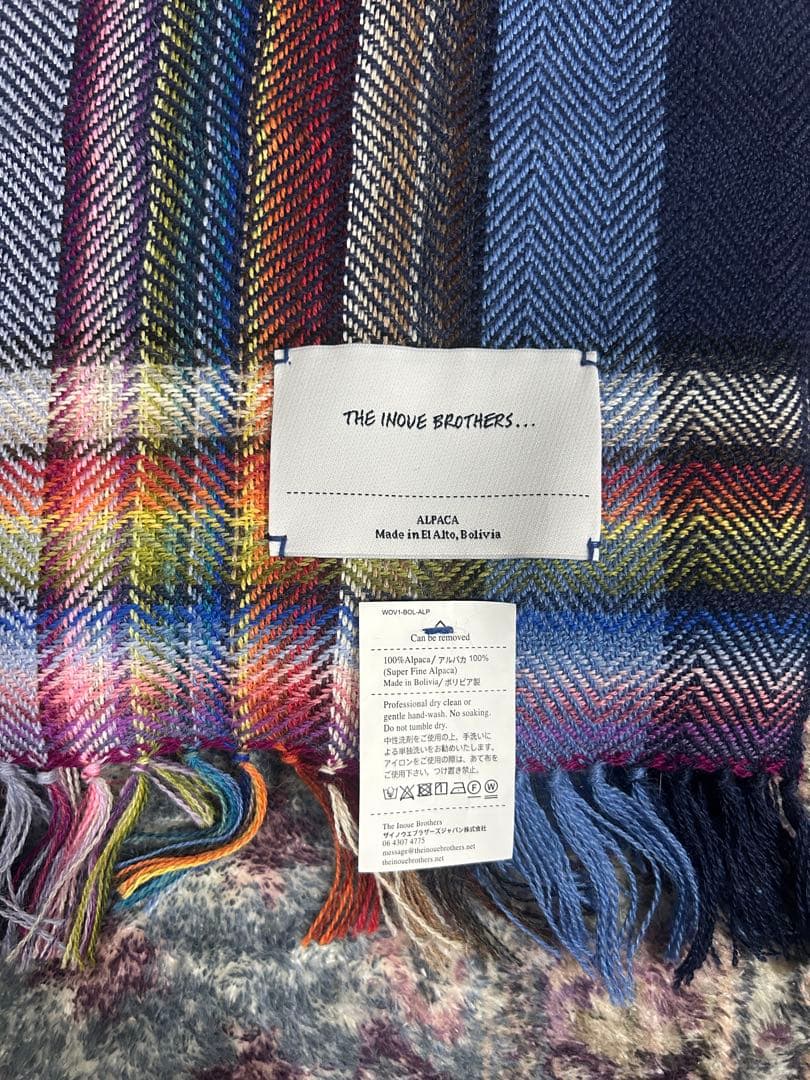 THE INOUE BROTHERS...
ALPACA
Made in El Alto, Bolivia
WOV1-BOL-ALP
Can be removed
100%Alpaca/ アルパカ 100%
(Super Fine Alpaca)
Made in Bolivia/ ボリビア製
Professional dry clean or
gentle hand-wash. No soaking.
Do not tumble dry.
中性洗剤をご使用の上、手洗いに
よる単独洗いをお勧めいたします。
アイロンをご使用の際は、あて布を
ご使用下さい。つけ置き禁止。
The Inoue Brothers
ザイノウエブラザーズジャパン株式会社
06 4307 4775
message@theinouebrothers.net
theinouebrothers.net